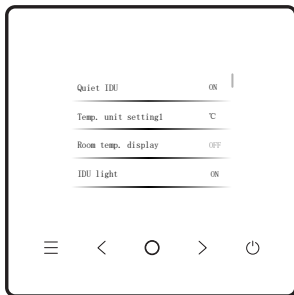 Quiet IDU ON
Temp. unit setting1 ℃
Room temp. display OFF
IDU light ON